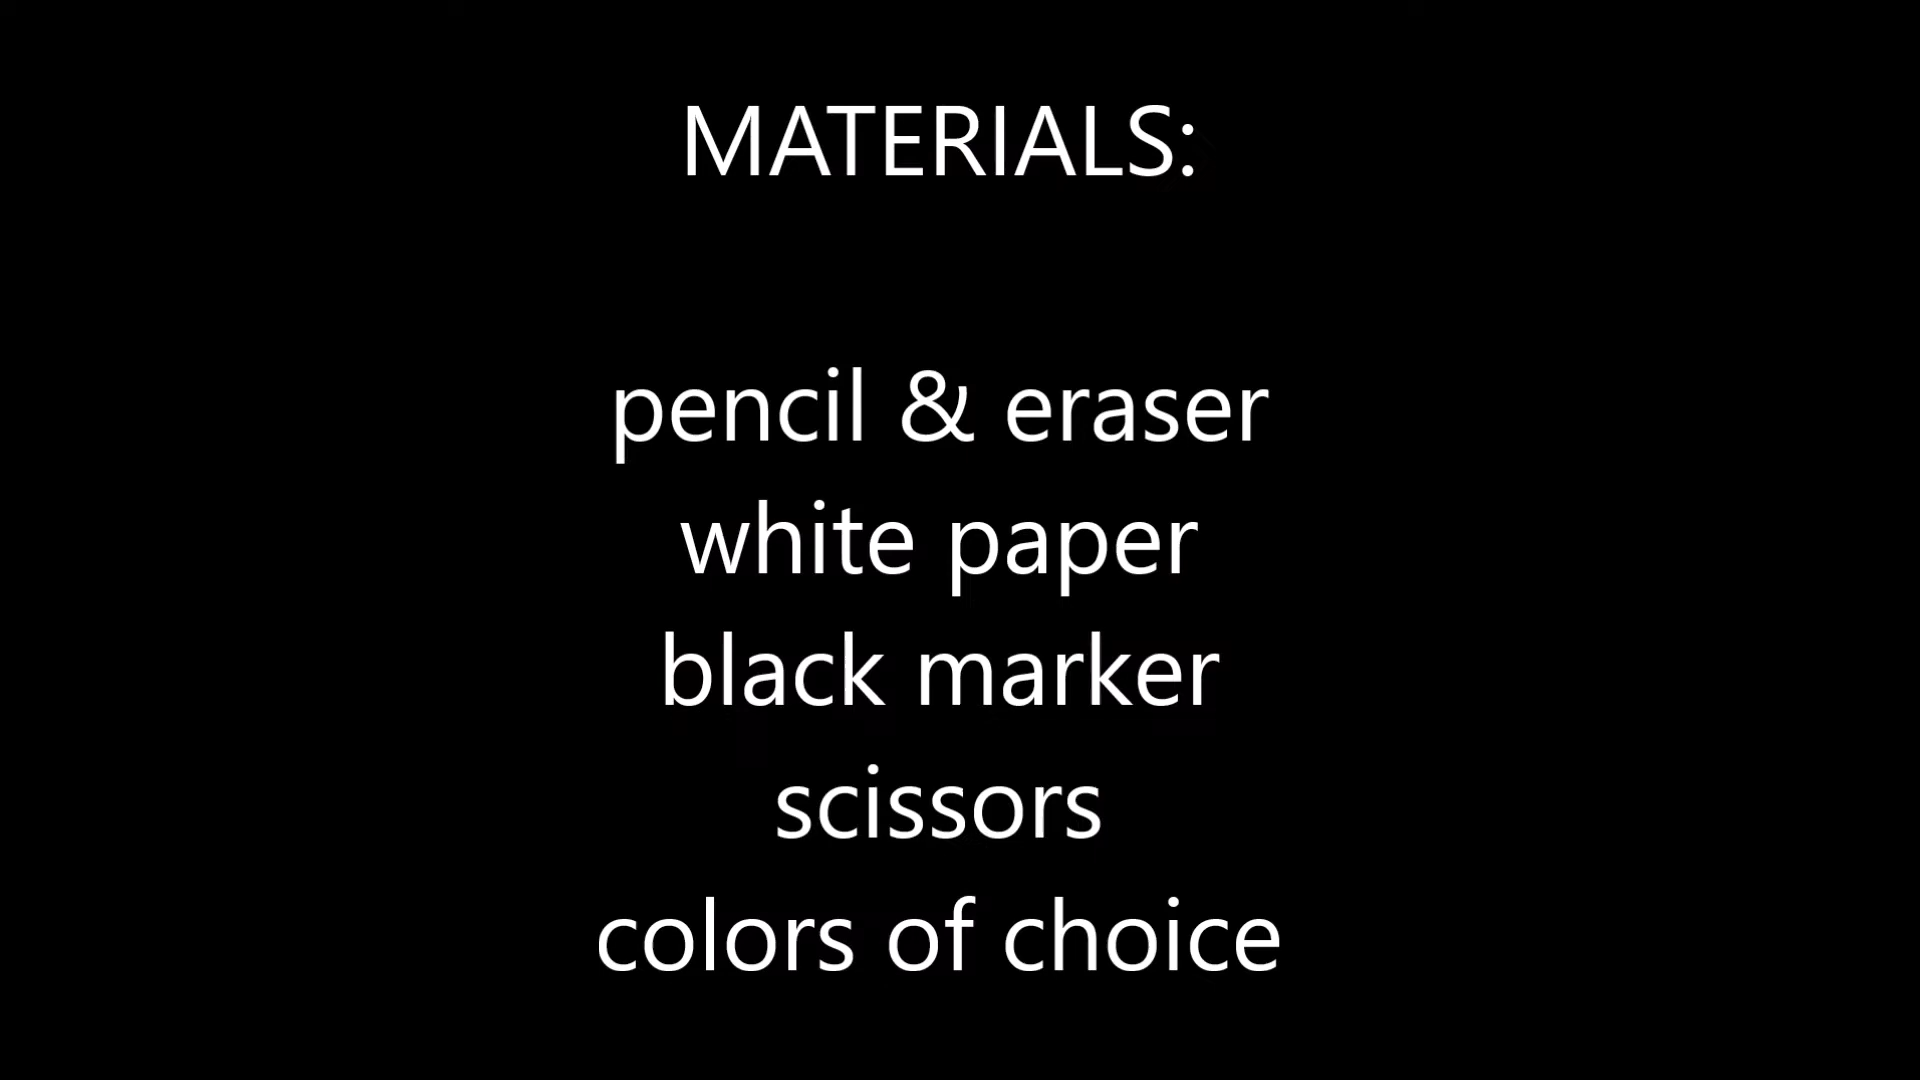 MATERIALS:
pencil & eraser
white paper
black marker
scissors
colors of choice